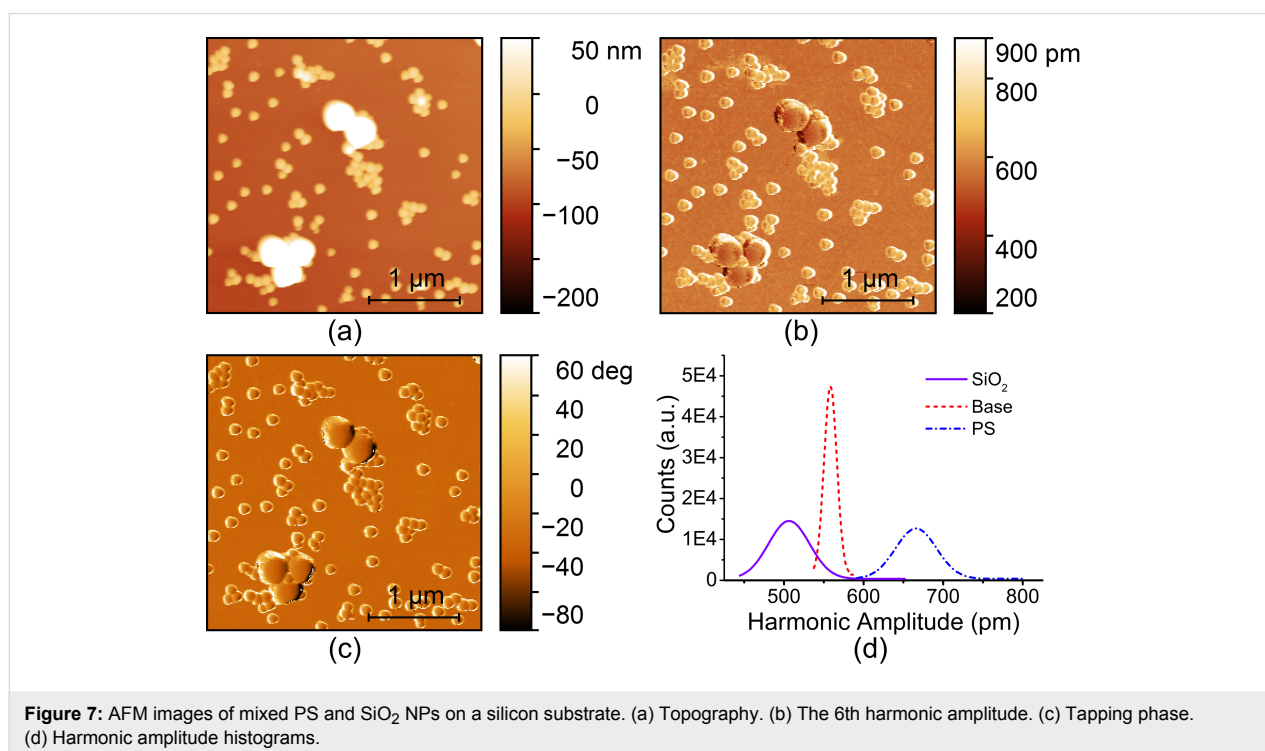 50 nm
0
−50
−100
−200
1 µm
(a)
900 pm
800
600
400
200
1 µm
(b)
60 deg
40
20
0
−20
−40
−80
1 µm
(c)
5E4
4E4
3E4
2E4
1E4
0
Counts (a.u.)
SiO₂
Base
PS
500 600 700 800
Harmonic Amplitude (pm)
(d)
Figure 7: AFM images of mixed PS and SiO₂ NPs on a silicon substrate. (a) Topography. (b) The 6th harmonic amplitude. (c) Tapping phase.
(d) Harmonic amplitude histograms.